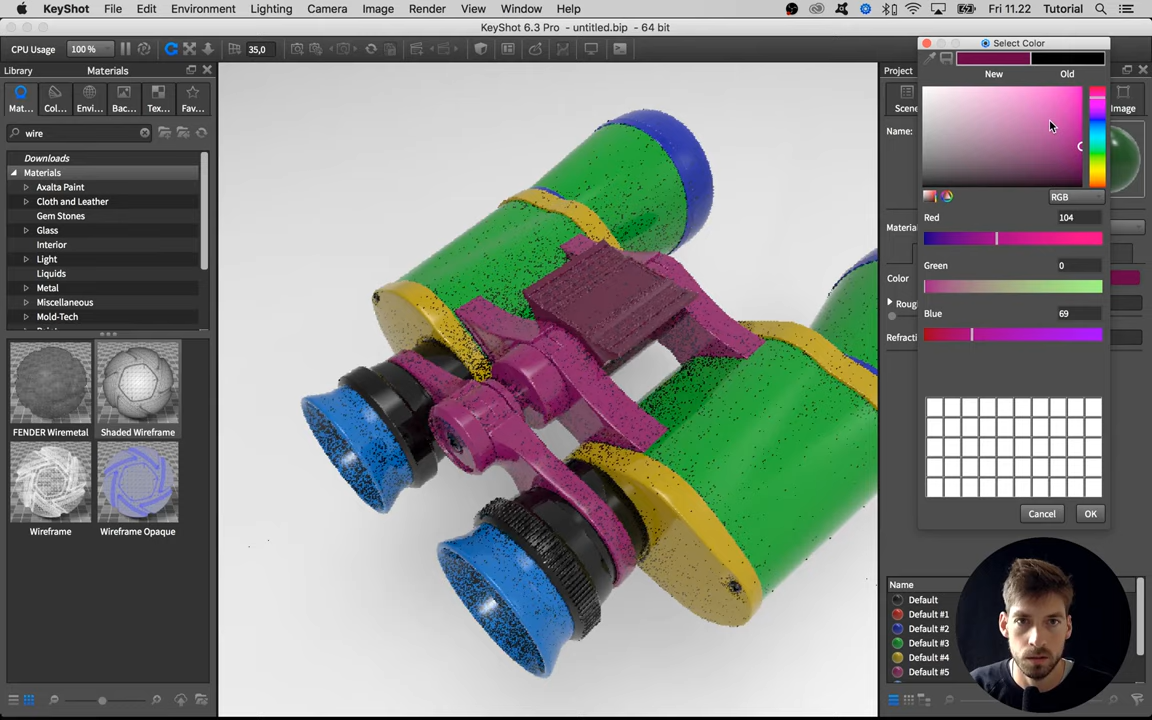 KeyShot File Edit Environment Lighting Camera Image Render View Window Help Fri 11.22 Tutorial
KeyShot 6.3 Pro - untitled.bip - 64 bit
CPU Usage 100 % 35,0
Library Materials
Mat... Col... Envi... Bac... Tex... Fav...
wire
Downloads
Materials
Axalta Paint
Cloth and Leather
Gem Stones
Glass
Interior
Light
Liquids
Metal
Miscellaneous
Mold-Tech
FENDER Wiremetal Shaded Wireframe
Wireframe Wireframe Opaque
Project
Scene Image
Name:
Material
Color
Roug
Refracti
Select Color
New Old
RGB
Red 104
Green 0
Blue 69
Cancel OK
Name
Default
Default #1
Default #2
Default #3
Default #4
Default #5